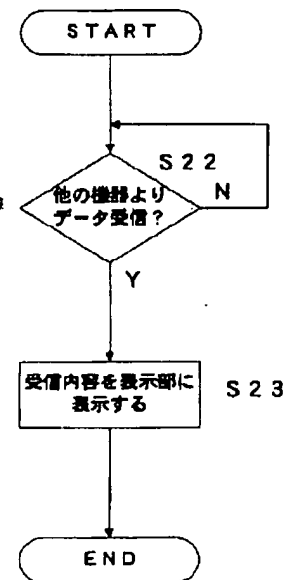 START
S22
他の機器より
データ受信？
N
Y
受信内容を表示部に
表示する
S23
END